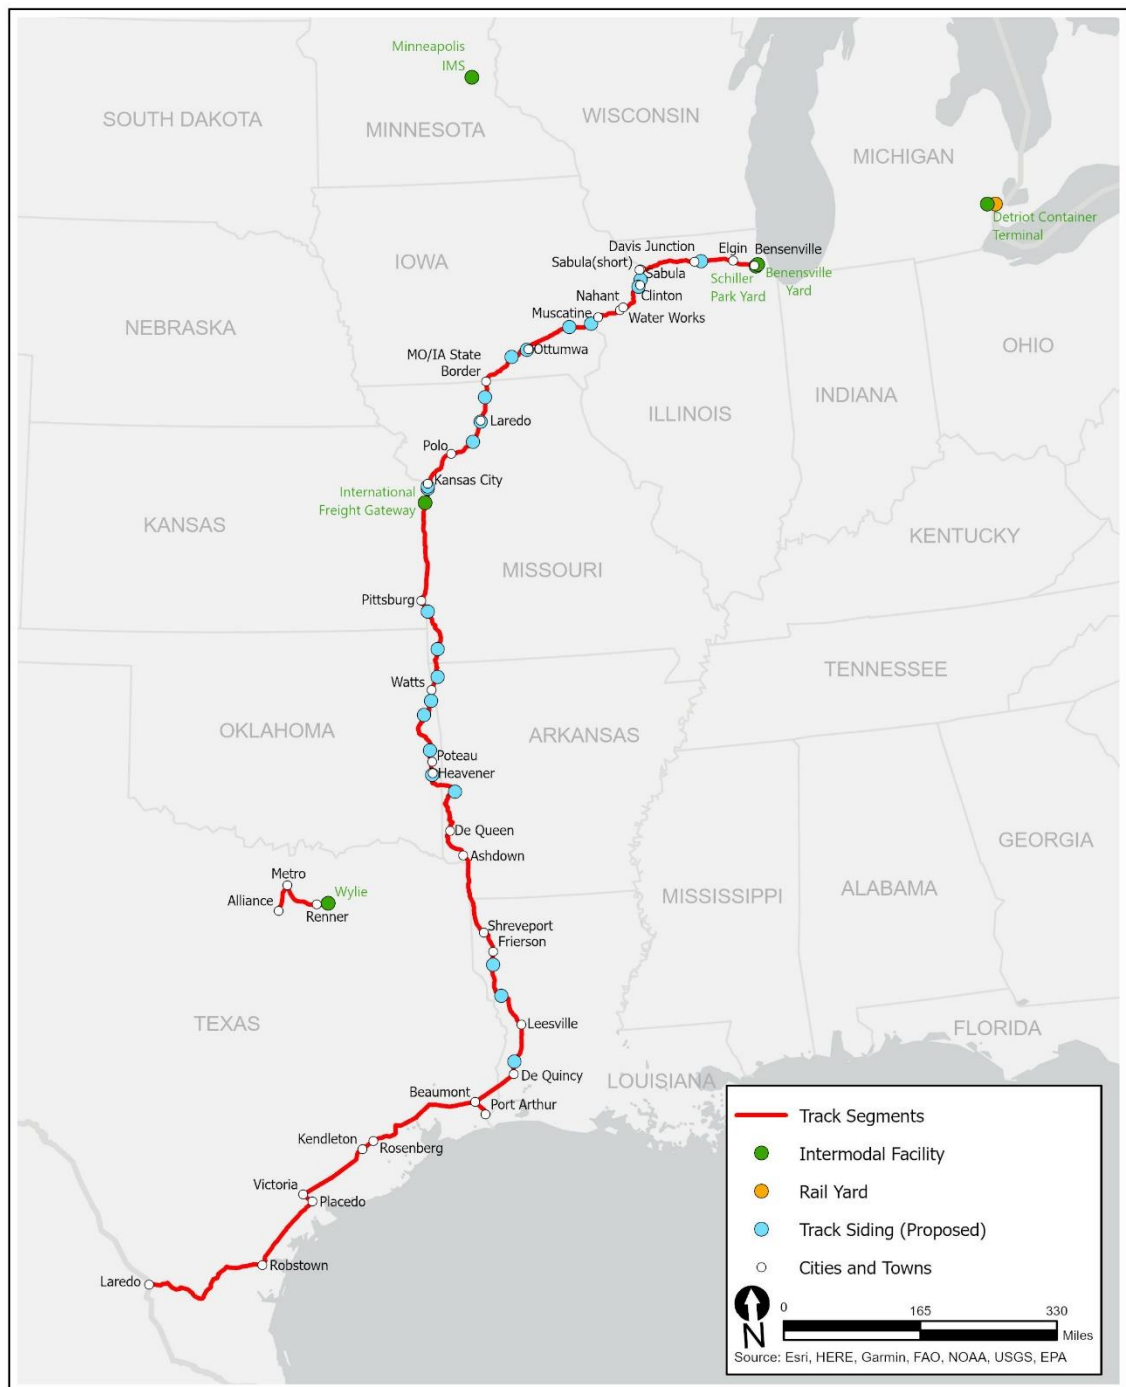 Minneapolis
IMS
SOUTH DAKOTA
MINNESOTA
WISCONSIN
MICHIGAN
Detriot Container
Terminal
IOWA
Davis Junction
Elgin
Bensenville
Sabula(short)
Sabula
Schiller
Park Yard
Benensville
Yard
Nahant
Clinton
Muscatine
Water Works
NEBRASKA
OHIO
MO/IA State
Border
Ottumwa
INDIANA
ILLINOIS
Laredo
Polo
Kansas City
International
Freight Gateway
KANSAS
KENTUCKY
MISSOURI
Pittsburg
TENNESSEE
Watts
OKLAHOMA
ARKANSAS
Poteau
Heavener
De Queen
GEORGIA
Ashdown
Metro
Alliance
Wylie
Renner
MISSISSIPPI
ALABAMA
Shreveport
Frierson
TEXAS
Leesville
FLORIDA
De Quincy
LOUISIANA
Beaumont
Port Arthur
Kendleton
Rosenberg
Victoria
Placedo
Robstown
Laredo
Track Segments
Intermodal Facility
Rail Yard
Track Siding (Proposed)
Cities and Towns
N
0 165 330
Miles
Source: Esri, HERE, Garmin, FAO, NOAA, USGS, EPA